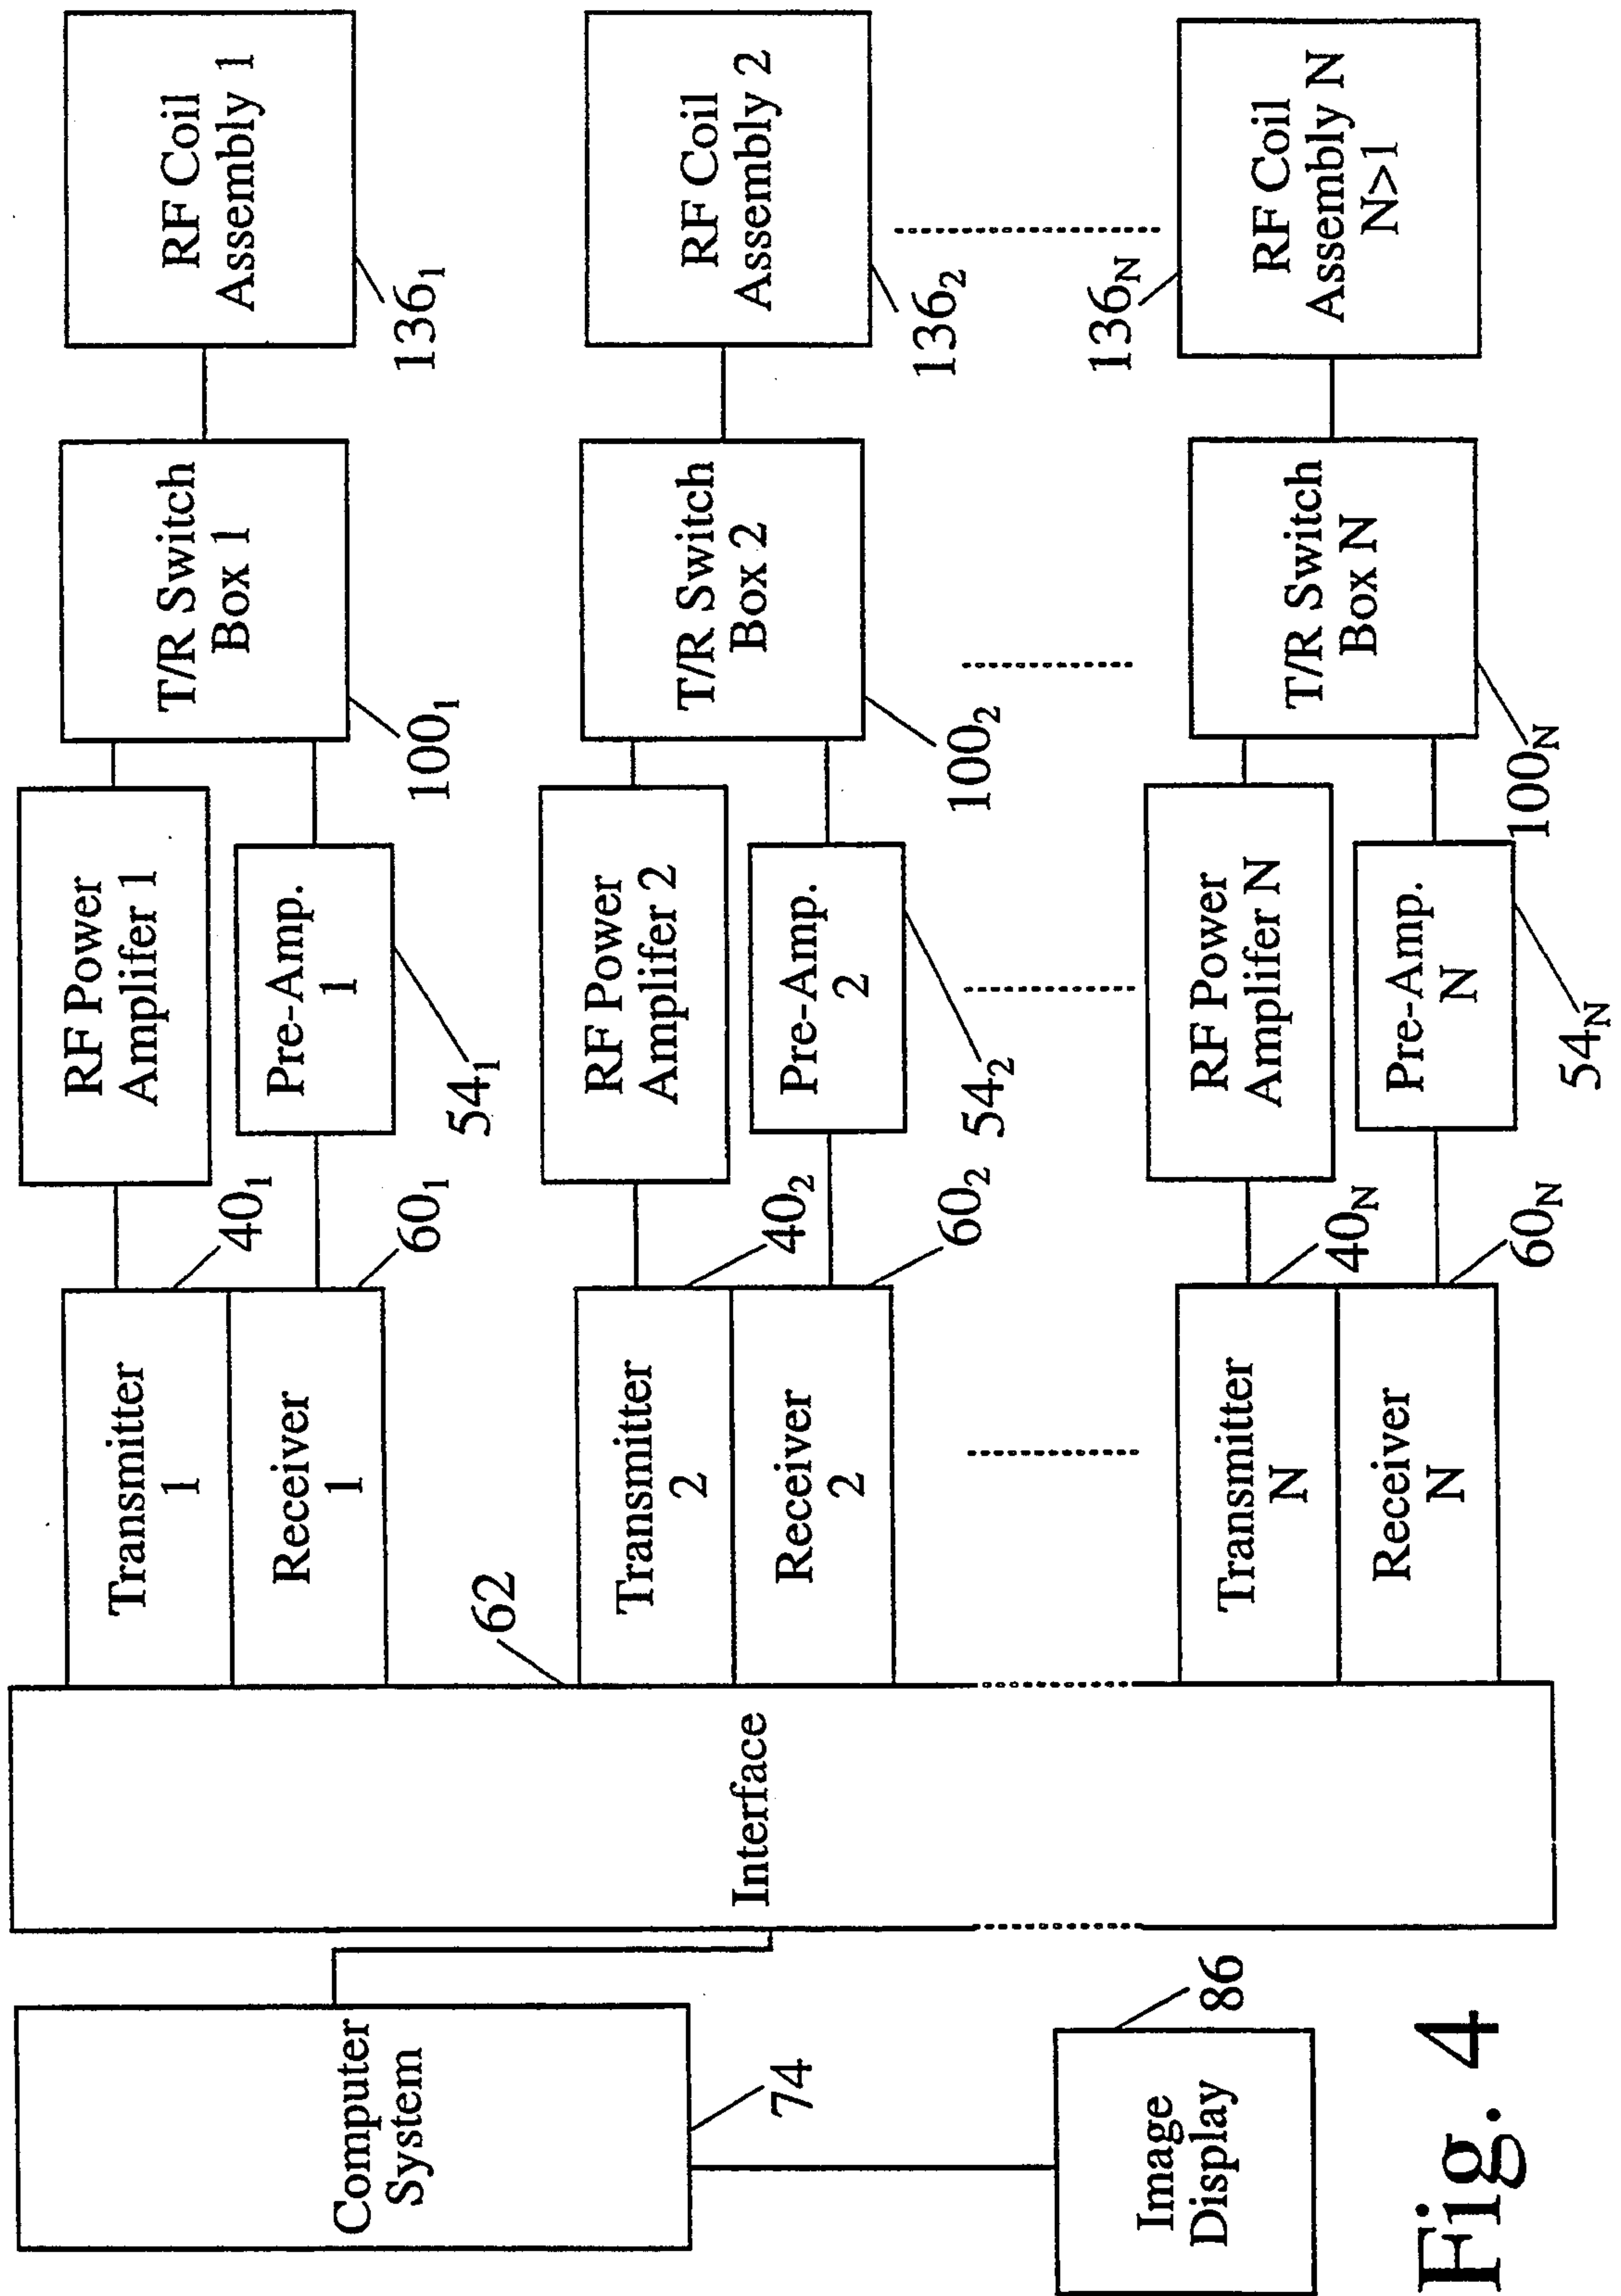 Computer
System
74
Image
Display
86
Interface
62
Transmitter
1
Receiver
1
40₁
60₁
RF Power
Amplifer 1
Pre-Amp.
1
54₁
T/R Switch
Box 1
100₁
RF Coil
Assembly 1
136₁
Transmitter
2
Receiver
2
40₂
60₂
RF Power
Amplifer 2
Pre-Amp.
2
54₂
T/R Switch
Box 2
100₂
RF Coil
Assembly 2
136₂
Transmitter
N
Receiver
N
40N
60N
RF Power
Amplifer N
Pre-Amp.
N
54N
T/R Switch
Box N
100N
RF Coil
Assembly N
N>1
136N
Fig. 4